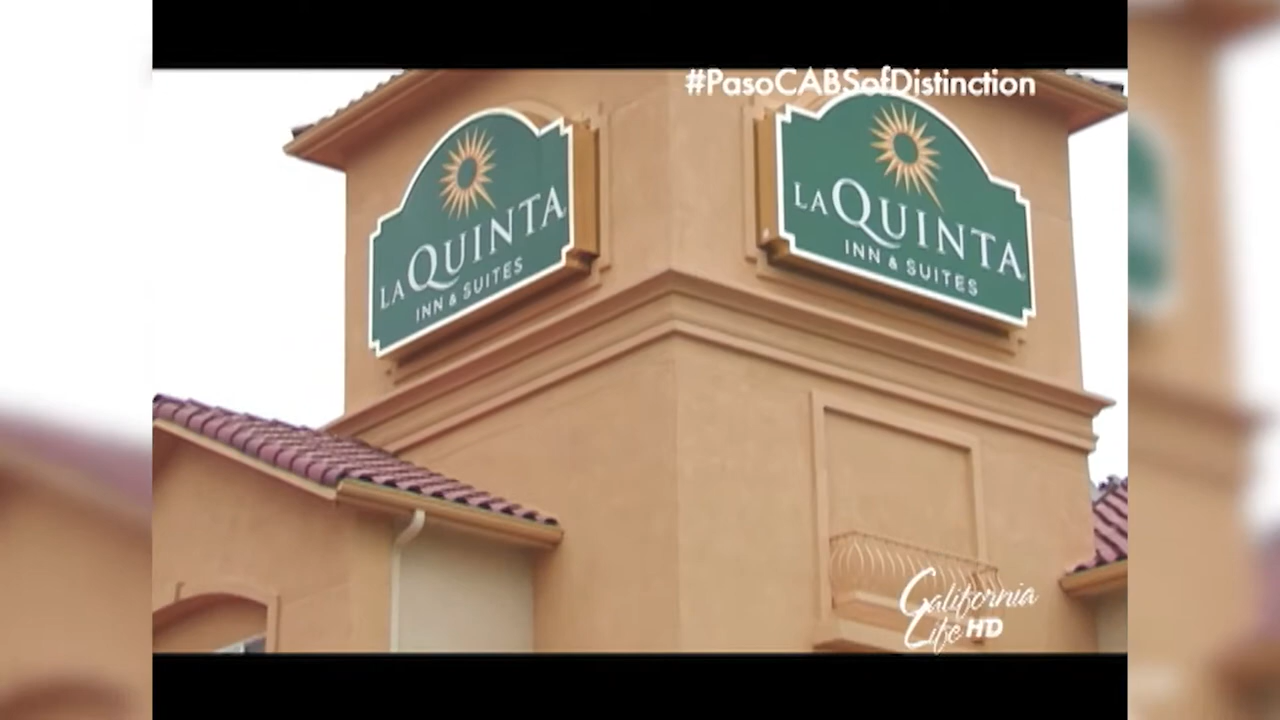 #PasoCABSofDistinction
LA QUINTA
INN & SUITES
LA QUINTA
INN & SUITES
California
Life HD